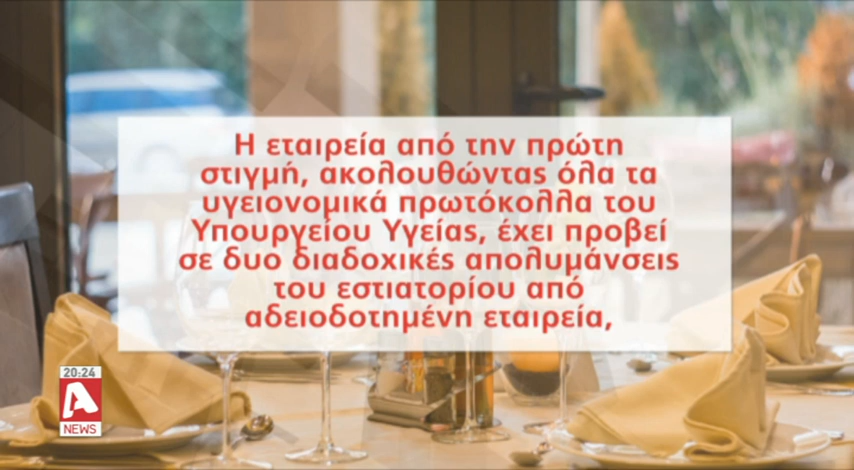 Η εταιρεία από την πρώτη
στιγμή, ακολουθώντας όλα τα
υγειονομικά πρωτόκολλα του
Υπουργείου Υγείας, έχει προβεί
σε δυο διαδοχικές απολυμάνσεις
του εστιατορίου από
αδειοδοτημένη εταιρεία,
20:24
A
NEWS